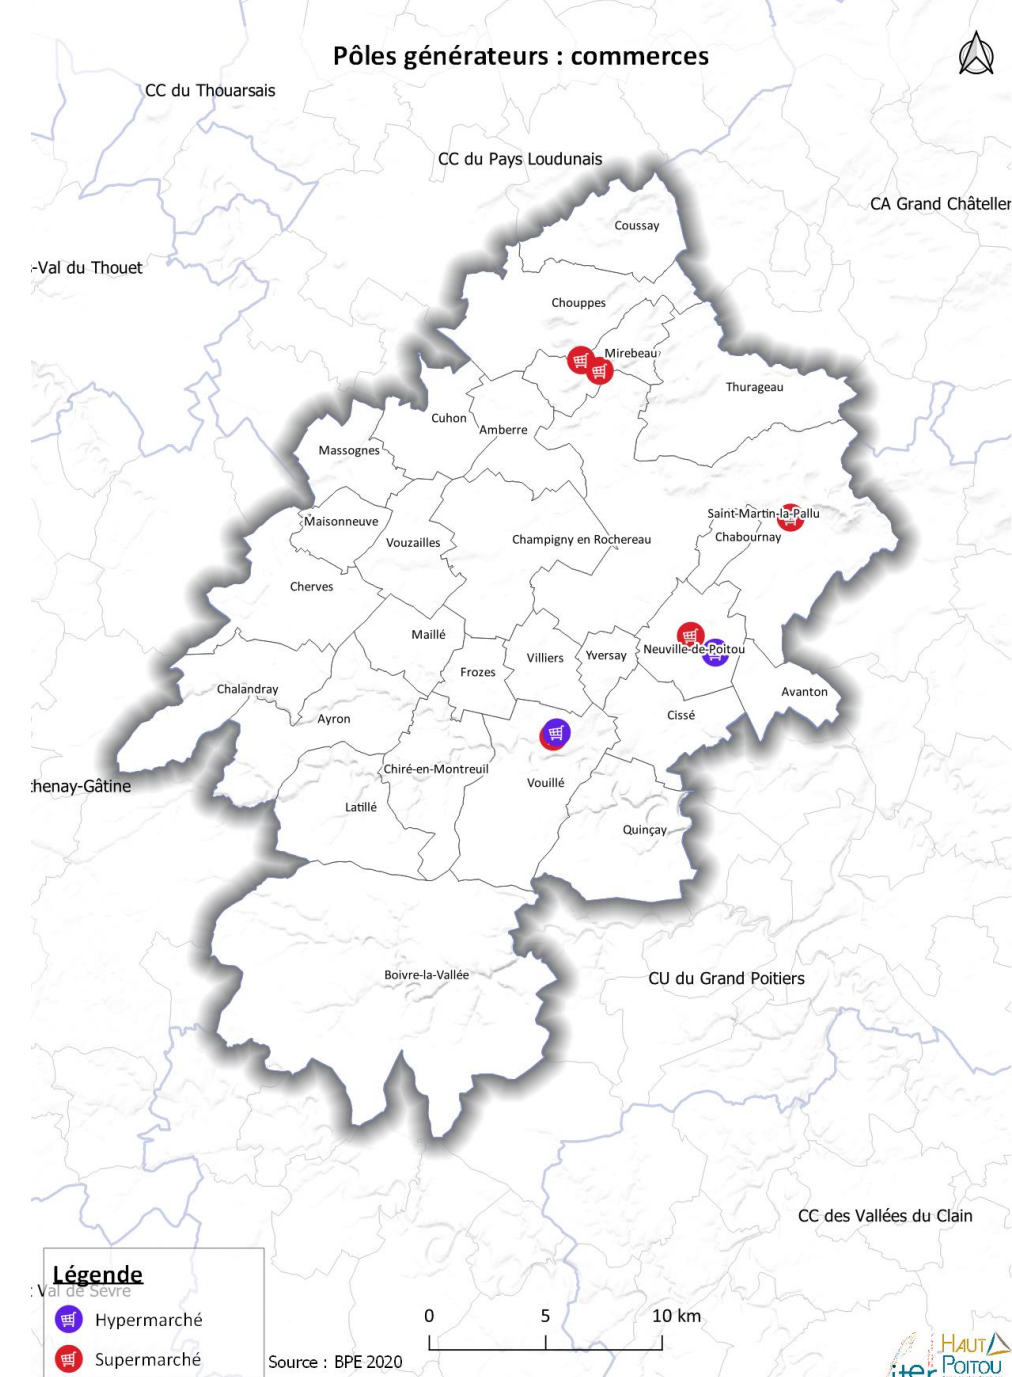 Pôles générateurs : commerces
CC du Thouarsais
CC du Pays Loudunais
CA Grand Châteller
-Val du Thouet
Coussay
Chouppes
Mirebeau
Thurageau
Cuhon
Amberre
Massognes
Saint-Martin-la-Pallu
Maisonneuve
Chabournay
Vouzailles
Champigny en Rochereau
Cherves
Maillé
Neuville-de-Poitou
Yversay
Villiers
Frozes
Chalandray
Avanton
Ayron
Cissé
Chiré-en-Montreuil
Vouillé
henay-Gâtine
Latillé
Quinçay
Boivre-la-Vallée
CU du Grand Poitiers
CC des Vallées du Clain
Légende
Val de Sèvre
Hypermarché
Supermarché
0 5 10 km
Source : BPE 2020
HAUT
POITOU
iter